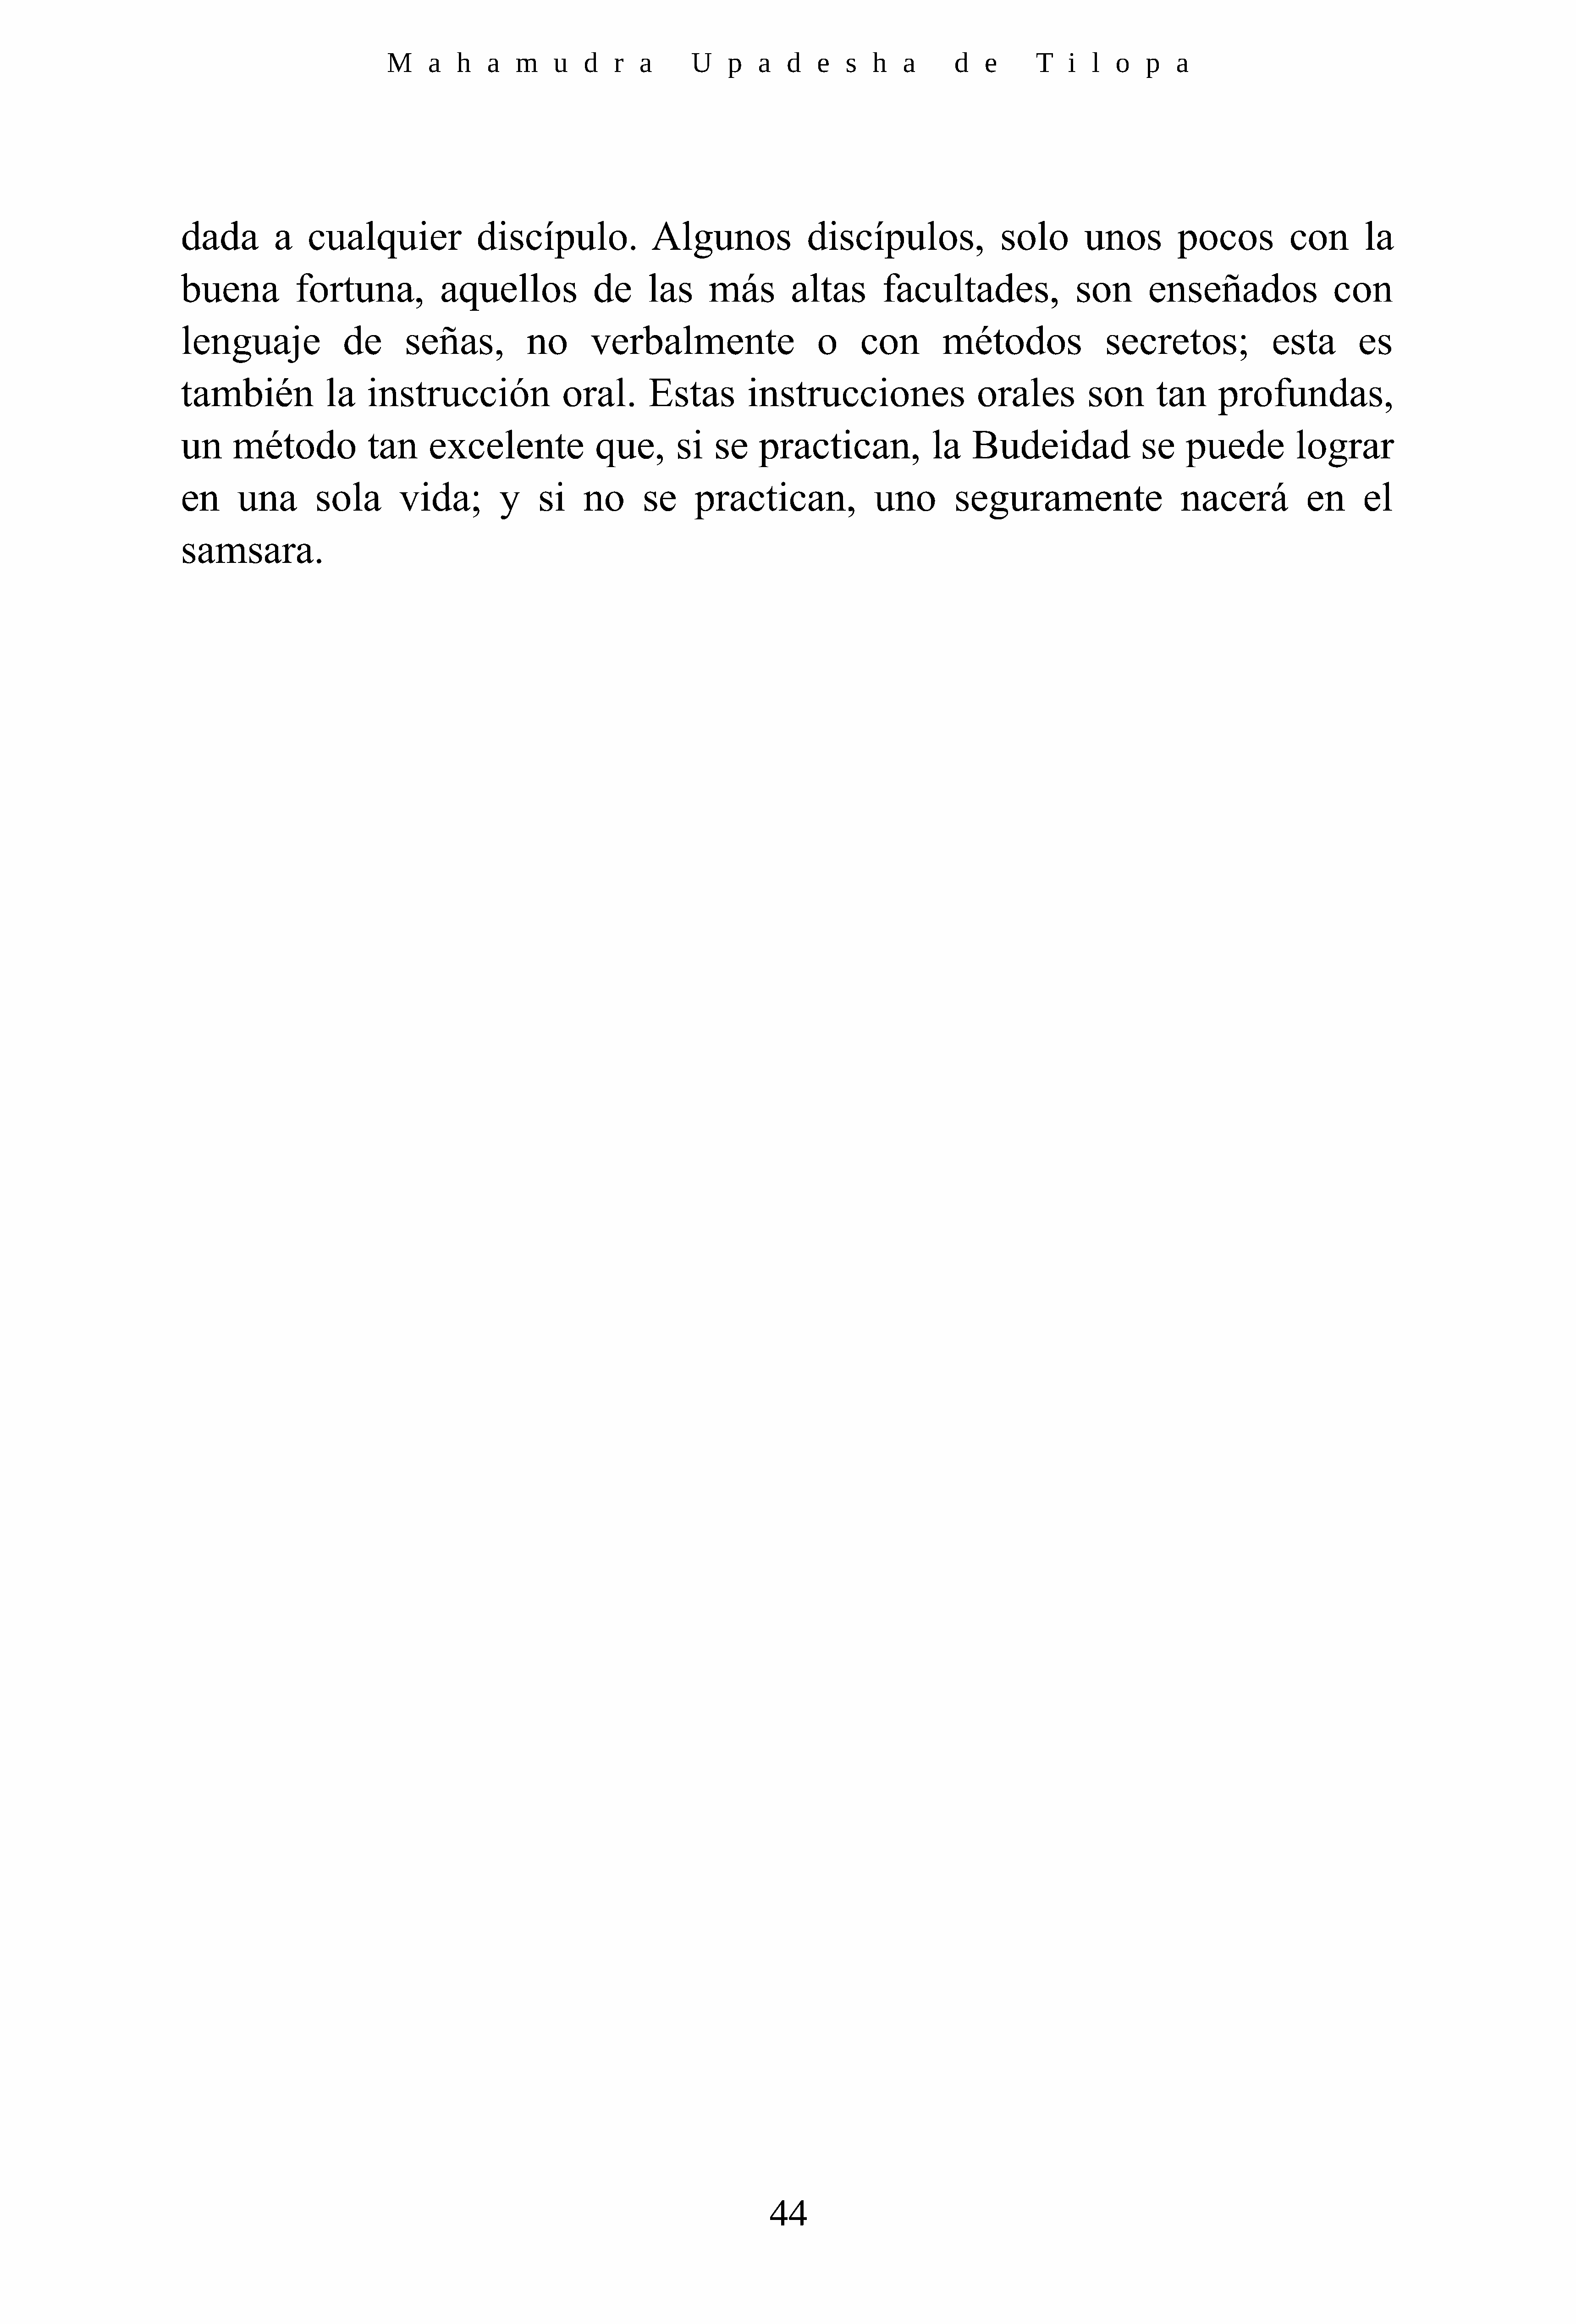 Mahamudra Upadesha de Tilopa
dada a cualquier discípulo. Algunos discípulos, solo unos pocos con la
buena fortuna, aquellos de las más altas facultades, son enseñados con
lenguaje de señas, no verbalmente o con métodos secretos; esta es
también la instrucción oral. Estas instrucciones orales son tan profundas,
un método tan excelente que, si se practican, la Budeidad se puede lograr
en una sola vida; y si no se practican, uno seguramente nacerá en el
samsara.
44